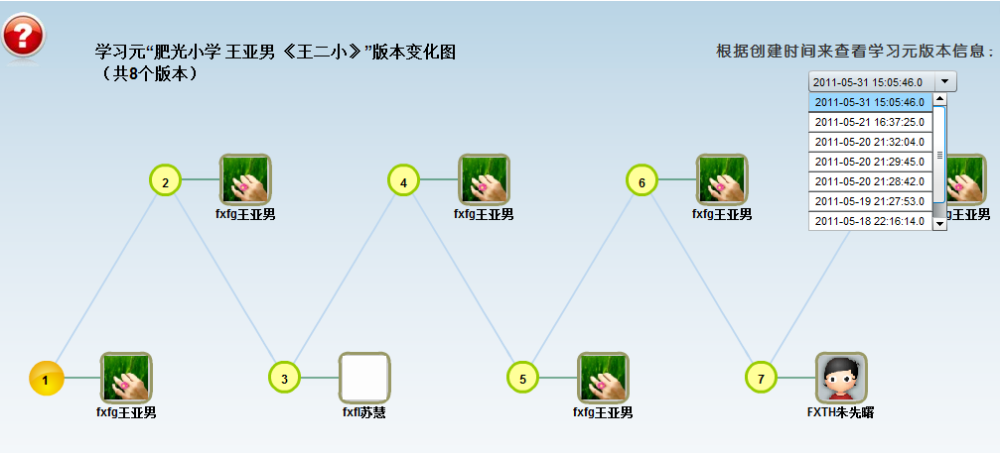 ?
学习元“肥光小学 王亚男 《王二小》”版本变化图
（共8个版本）
根据创建时间来查看学习元版本信息：
2011-05-31 15:05:46.0
2011-05-31 15:05:46.0
2011-05-21 16:37:25.0
2011-05-20 21:32:04.0
2011-05-20 21:29:45.0
2011-05-20 21:28:42.0
2011-05-19 21:27:53.0
2011-05-18 22:16:14.0
2
fxfg王亚男
4
fxfg王亚男
6
fxfg王亚男
g王亚男
1
fxfg王亚男
3
fxfl苏慧
5
fxfg王亚男
7
FXTH朱先曙